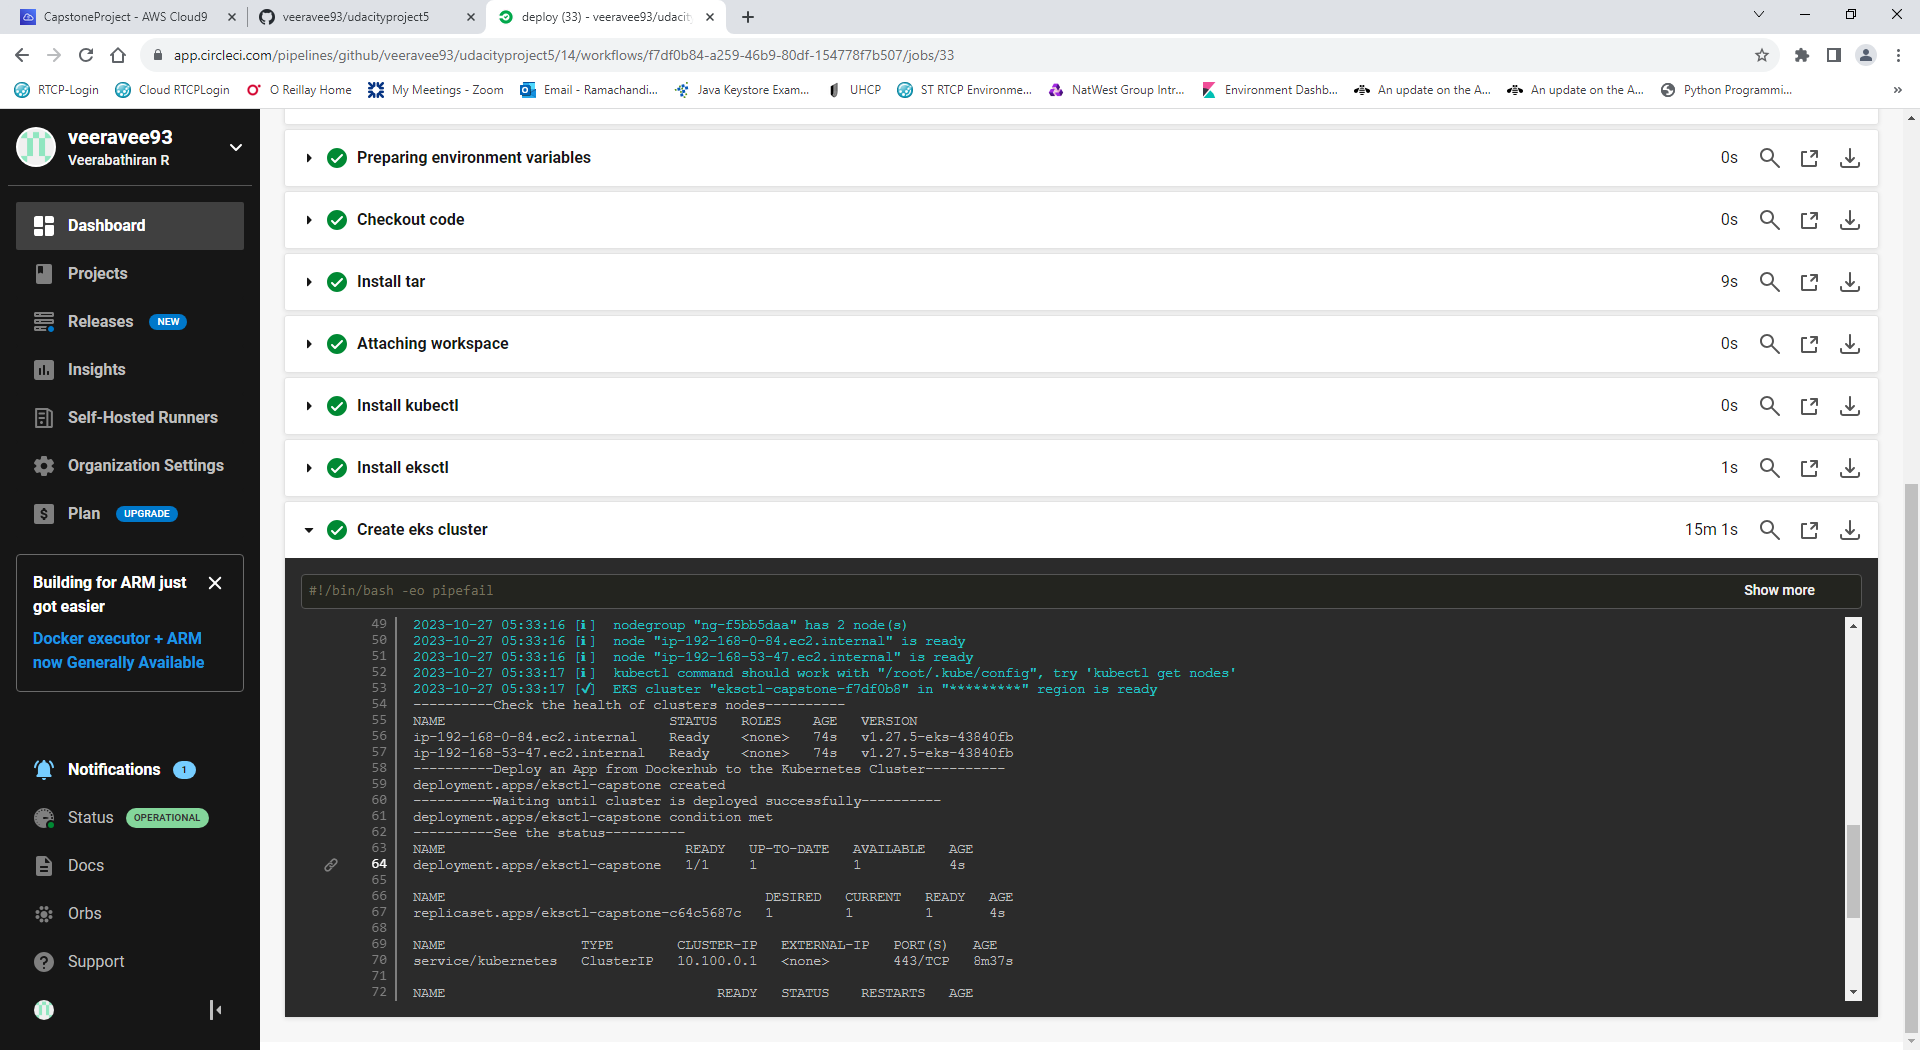 CapstoneProject - AWS Cloud9
veeravee93/udacityproject5
deploy (33) - veeravee93/udacit
app.circleci.com/pipelines/github/veeravee93/udacityproject5/14/workflows/f7df0b84-a259-46b9-80df-154778f7b507/jobs/33
RTCP-Login
Cloud RTCPLogin
O Reillay Home
My Meetings - Zoom
Email - Ramachandi...
Java Keystore Exam...
UHCP
ST RTCP Environme...
NatWest Group Intr...
Environment Dashb...
An update on the A...
An update on the A...
Python Programmi...
»
veeravee93
Veerabathiran R
Dashboard
Projects
Releases NEW
Insights
Self-Hosted Runners
Organization Settings
Plan UPGRADE
Building for ARM just
got easier
Docker executor + ARM
now Generally Available
Notifications 1
Status OPERATIONAL
Docs
Orbs
Support
Preparing environment variables 0s
Checkout code 0s
Install tar 9s
Attaching workspace 0s
Install kubectl 0s
Install eksctl 1s
Create eks cluster 15m 1s
#!/bin/bash -eo pipefail Show more
49 2023-10-27 05:33:16 [ℹ] nodegroup "ng-f5bb5daa" has 2 node(s)
50 2023-10-27 05:33:16 [ℹ] node "ip-192-168-0-84.ec2.internal" is ready
51 2023-10-27 05:33:16 [ℹ] node "ip-192-168-53-47.ec2.internal" is ready
52 2023-10-27 05:33:17 [ℹ] kubectl command should work with "/root/.kube/config", try 'kubectl get nodes'
53 2023-10-27 05:33:17 [✔] EKS cluster "eksctl-capstone-f7df0b8" in "*********" region is ready
54 ----------Check the health of clusters nodes----------
55 NAME STATUS ROLES AGE VERSION
56 ip-192-168-0-84.ec2.internal Ready <none> 74s v1.27.5-eks-43840fb
57 ip-192-168-53-47.ec2.internal Ready <none> 74s v1.27.5-eks-43840fb
58 ----------Deploy an App from Dockerhub to the Kubernetes Cluster----------
59 deployment.apps/eksctl-capstone created
60 ----------Waiting until cluster is deployed successfully----------
61 deployment.apps/eksctl-capstone condition met
62 ----------See the status----------
63 NAME READY UP-TO-DATE AVAILABLE AGE
64 deployment.apps/eksctl-capstone 1/1 1 1 4s
65
66 NAME DESIRED CURRENT READY AGE
67 replicaset.apps/eksctl-capstone-c64c5687c 1 1 1 4s
68
69 NAME TYPE CLUSTER-IP EXTERNAL-IP PORT(S) AGE
70 service/kubernetes ClusterIP 10.100.0.1 <none> 443/TCP 8m37s
71
72 NAME READY STATUS RESTARTS AGE